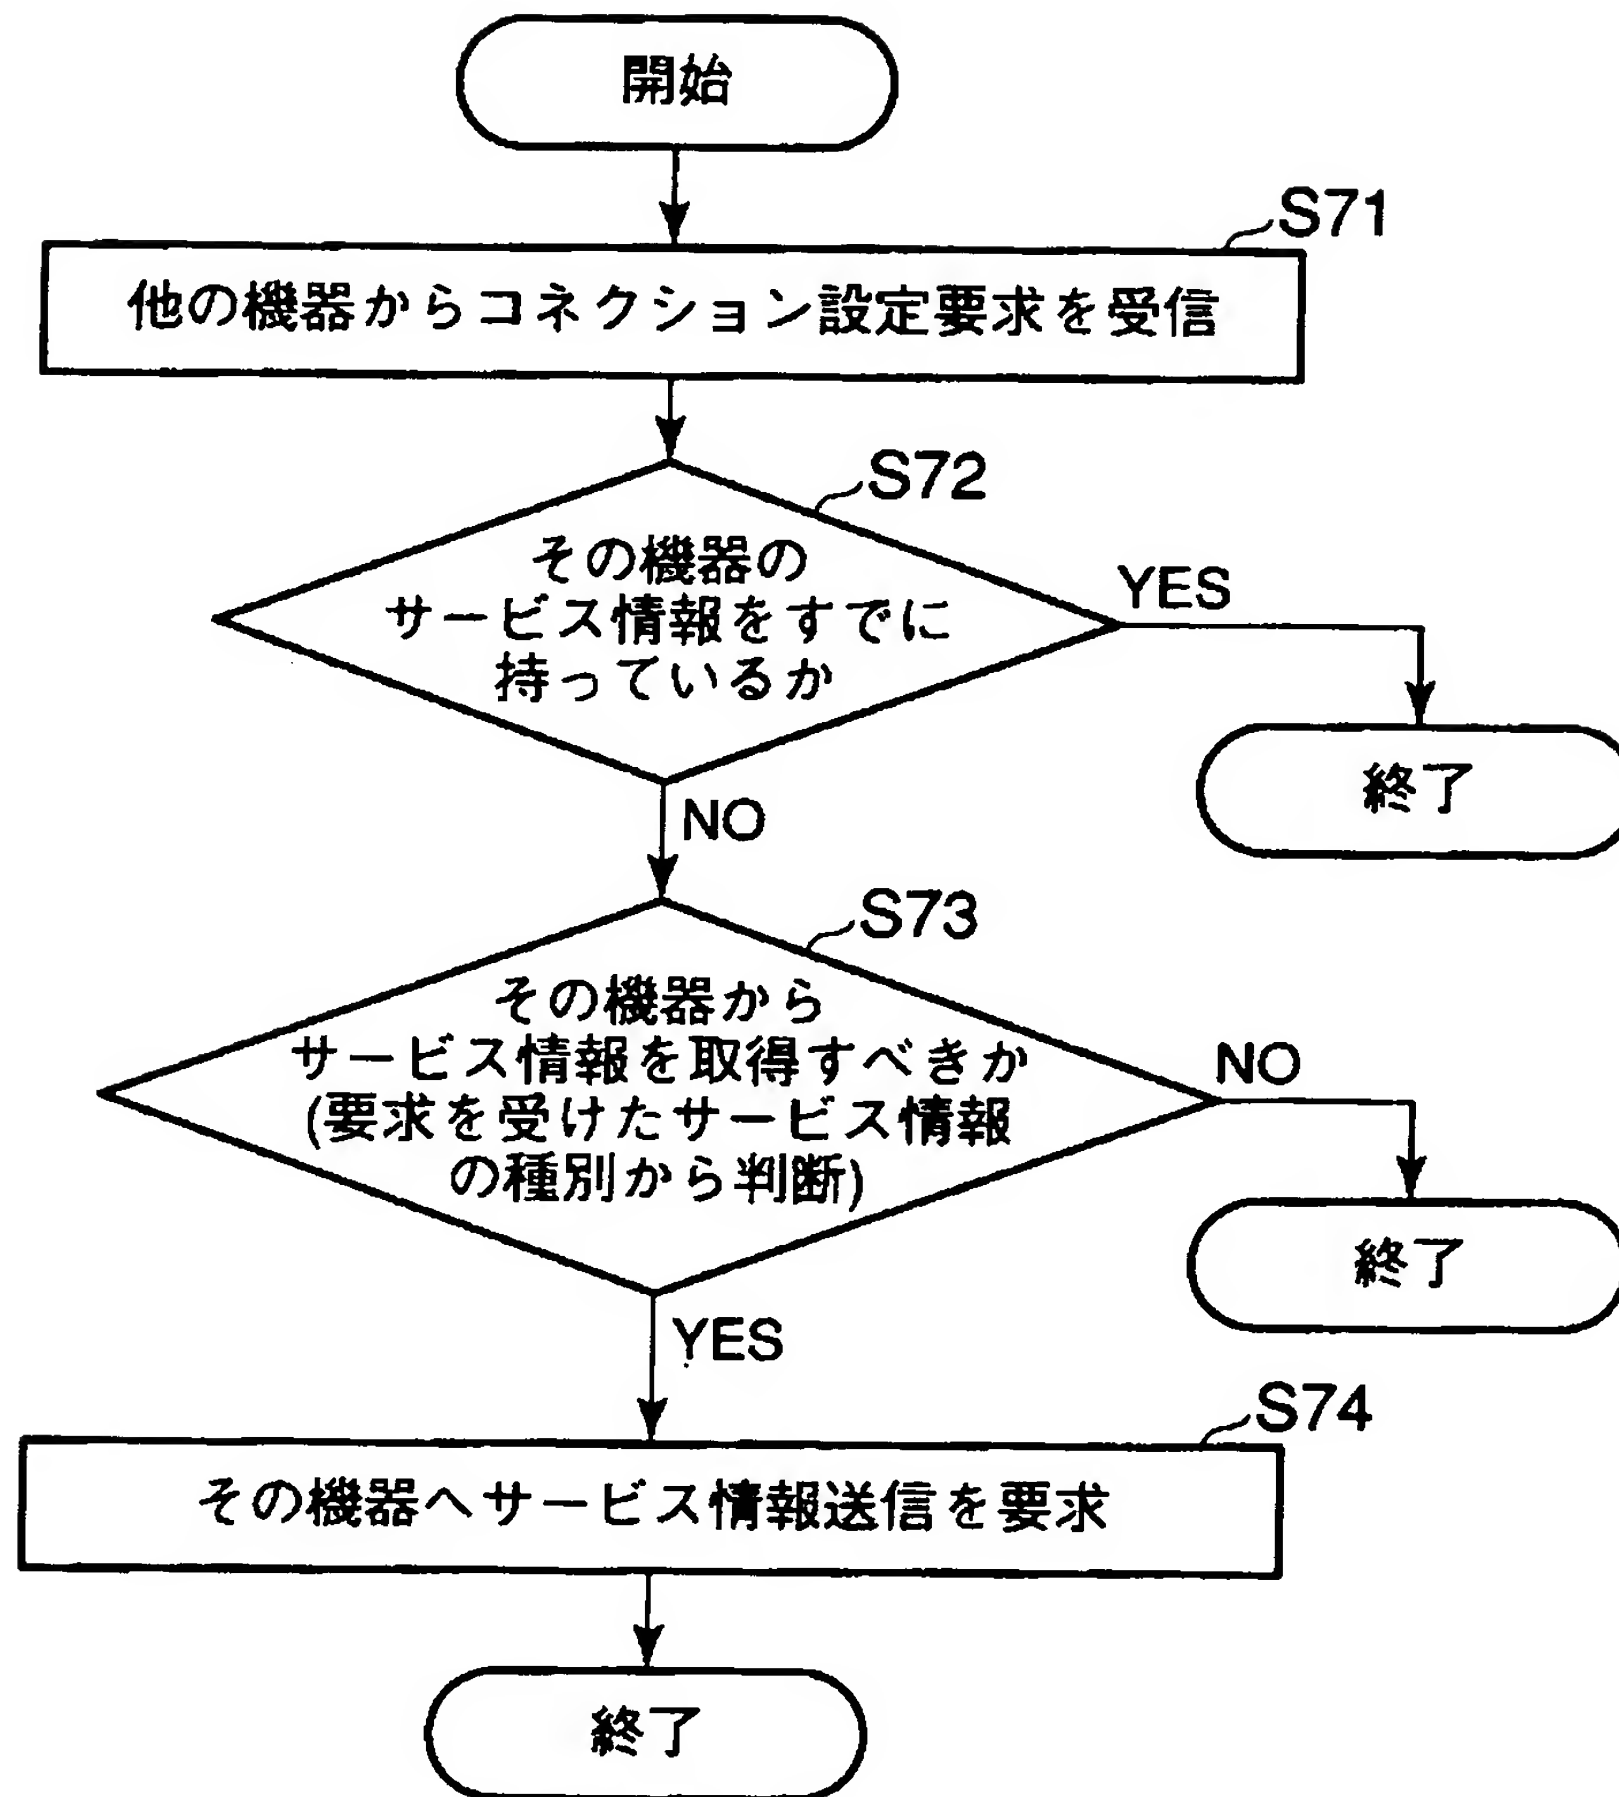 開始
S71
他の機器からコネクション設定要求を受信
S72
その機器の
サービス情報をすでに
持っているか
YES
終了
NO
S73
その機器から
サービス情報を取得すべきか
(要求を受けたサービス情報
の種別から判断)
NO
終了
YES
S74
その機器へサービス情報送信を要求
終了